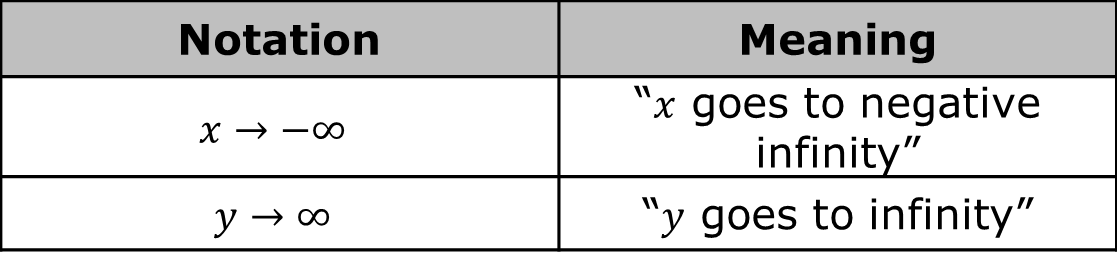 Notation Meaning
𝑥 → −∞ “𝑥 goes to negative
infinity”
𝑦 → ∞ “𝑦 goes to infinity”